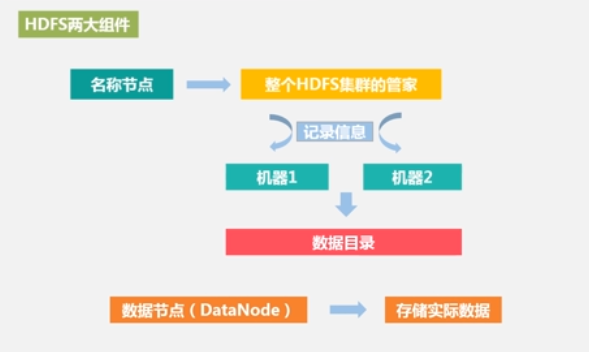 HDFS两大组件
名称节点
整个HDFS集群的管家
记录信息
机器1
机器2
数据目录
数据节点（DataNode）
存储实际数据